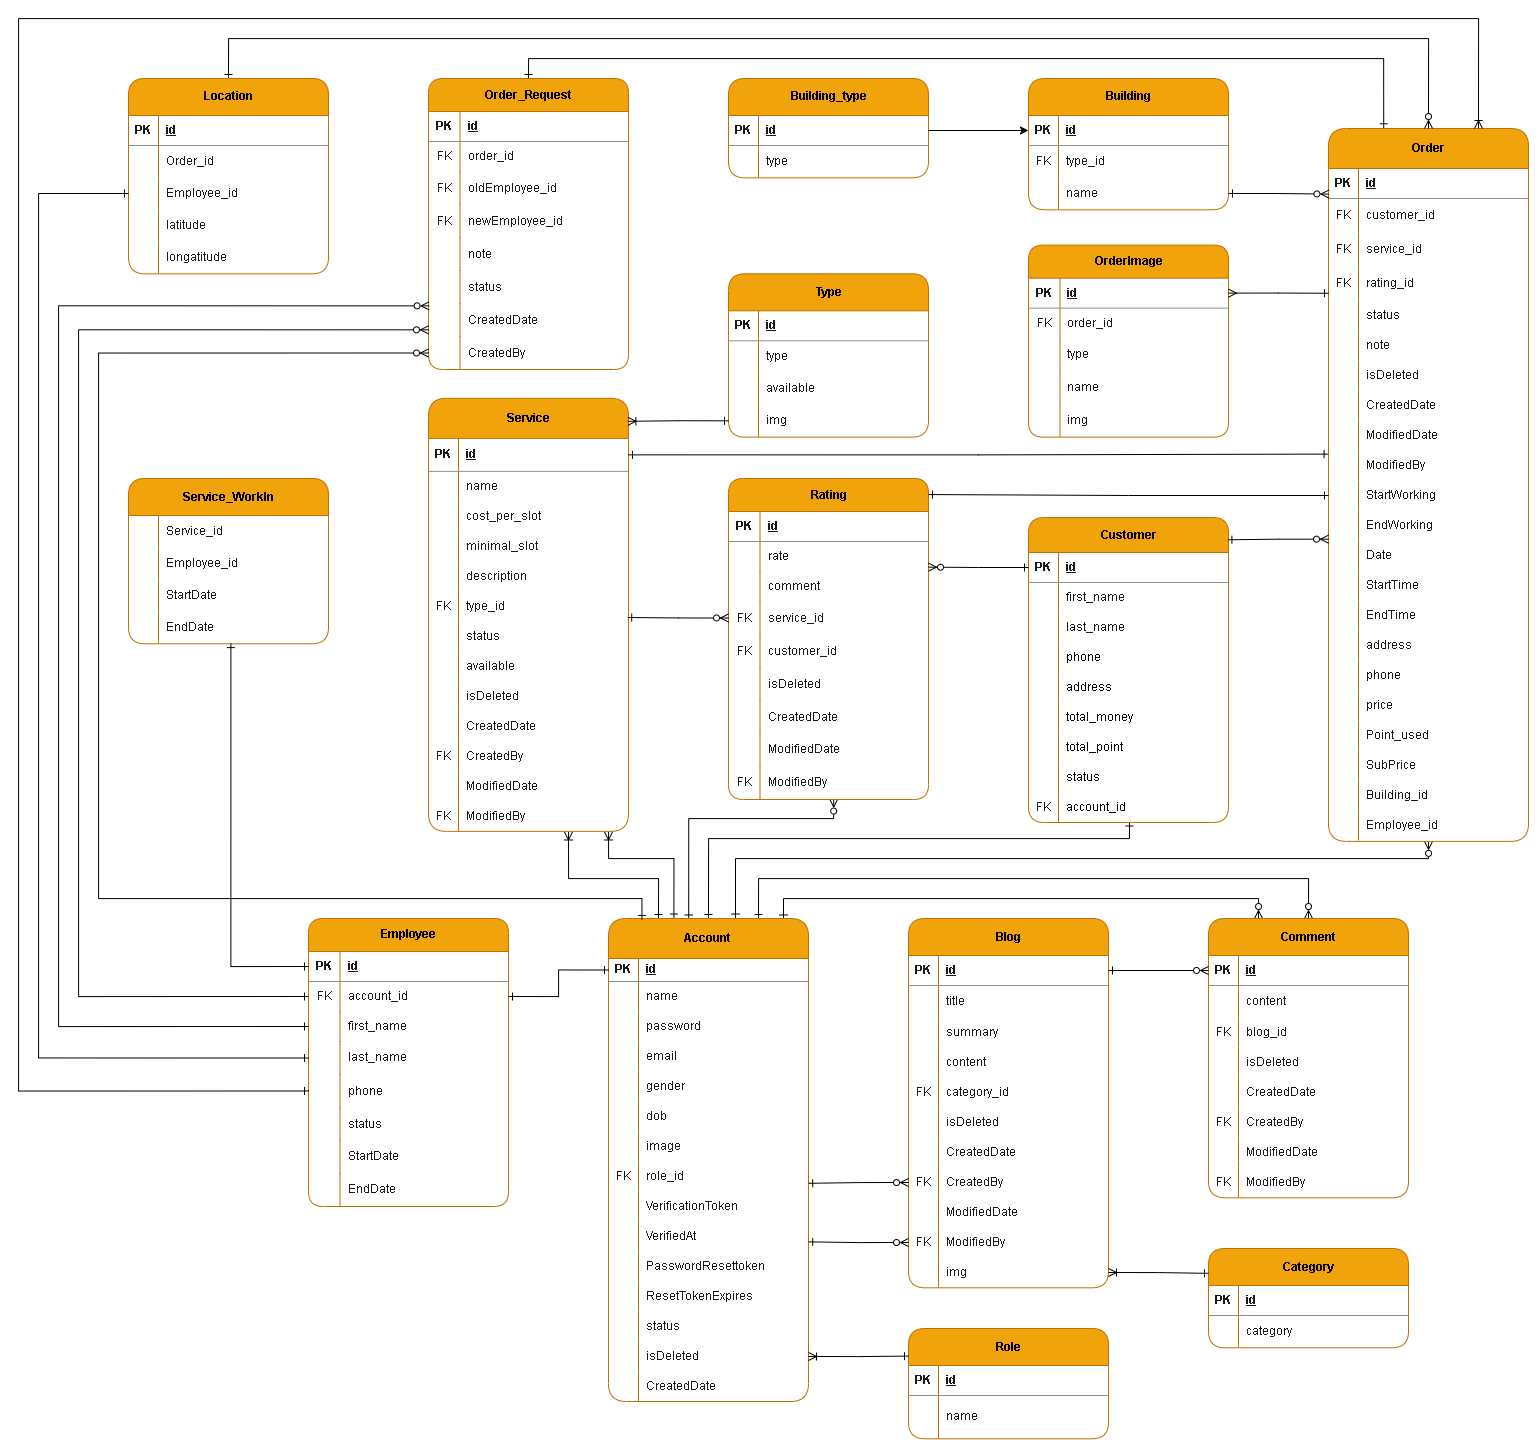 Location
PK id
Order_id
Employee_id
latitude
longatitude
Order_Request
PK id
FK order_id
FK oldEmployee_id
FK newEmployee_id
note
status
CreatedDate
CreatedBy
Building_type
PK id
type
Building
PK id
FK type_id
name
Order
PK id
FK customer_id
FK service_id
FK rating_id
status
note
isDeleted
CreatedDate
ModifiedDate
ModifiedBy
StartWorking
EndWorking
Date
StartTime
EndTime
address
phone
price
Point_used
SubPrice
Building_id
Employee_id
OrderImage
PK id
FK order_id
type
name
img
Type
PK id
type
available
img
Service
PK id
name
cost_per_slot
minimal_slot
description
FK type_id
status
available
isDeleted
CreatedDate
FK CreatedBy
ModifiedDate
FK ModifiedBy
Service_WorkIn
Service_id
Employee_id
StartDate
EndDate
Rating
PK id
rate
comment
FK service_id
FK customer_id
isDeleted
CreatedDate
ModifiedDate
FK ModifiedBy
Customer
PK id
first_name
last_name
phone
address
total_money
total_point
status
FK account_id
Employee
PK id
FK account_id
first_name
last_name
phone
status
StartDate
EndDate
Account
PK id
name
password
email
gender
dob
image
FK role_id
VerificationToken
VerifiedAt
PasswordResettoken
ResetTokenExpires
status
isDeleted
CreatedDate
Blog
PK id
title
summary
content
FK category_id
isDeleted
CreatedDate
FK CreatedBy
ModifiedDate
FK ModifiedBy
img
Comment
PK id
content
FK blog_id
isDeleted
CreatedDate
FK CreatedBy
ModifiedDate
FK ModifiedBy
Category
PK id
category
Role
PK id
name